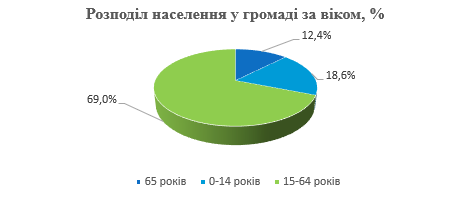 Розподіл населення у громаді за віком, %
12,4%
18,6%
69,0%
65 років 0-14 років 15-64 років